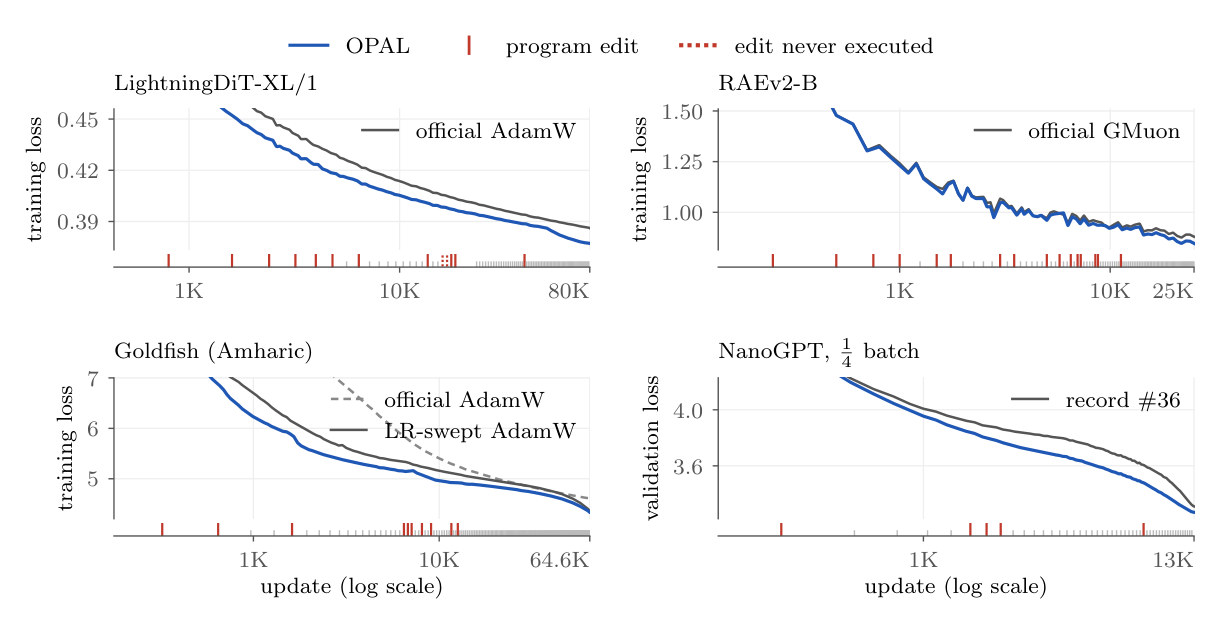 OPAL program edit edit never executed
LightningDiT-XL/1
training loss
0.45
0.42
0.39
official AdamW
1K 10K 80K
RAEv2-B
training loss
1.50
1.25
1.00
official GMuon
1K 10K 25K
Goldfish (Amharic)
training loss
7
6
5
official AdamW
LR-swept AdamW
1K 10K 64.6K
update (log scale)
NanoGPT, 1/4 batch
validation loss
4.0
3.6
record #36
1K 13K
update (log scale)